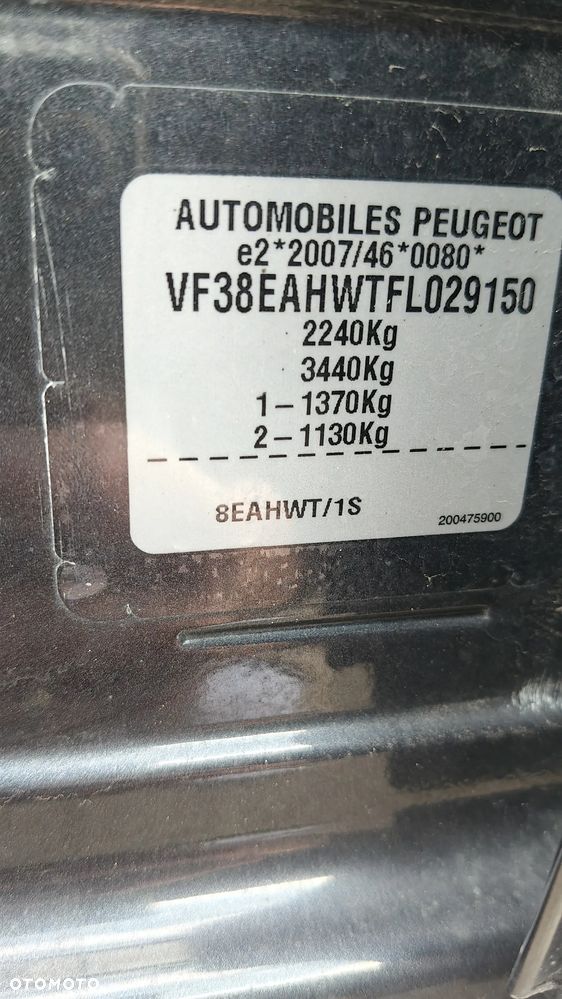 AUTOMOBILES PEUGEOT
e2*2007/46*0080*
VF38EAHWTFL029150
2240Kg
3440Kg
1-1370Kg
2-1130Kg
8EAHWT/1S
200475900
OTOMOTO